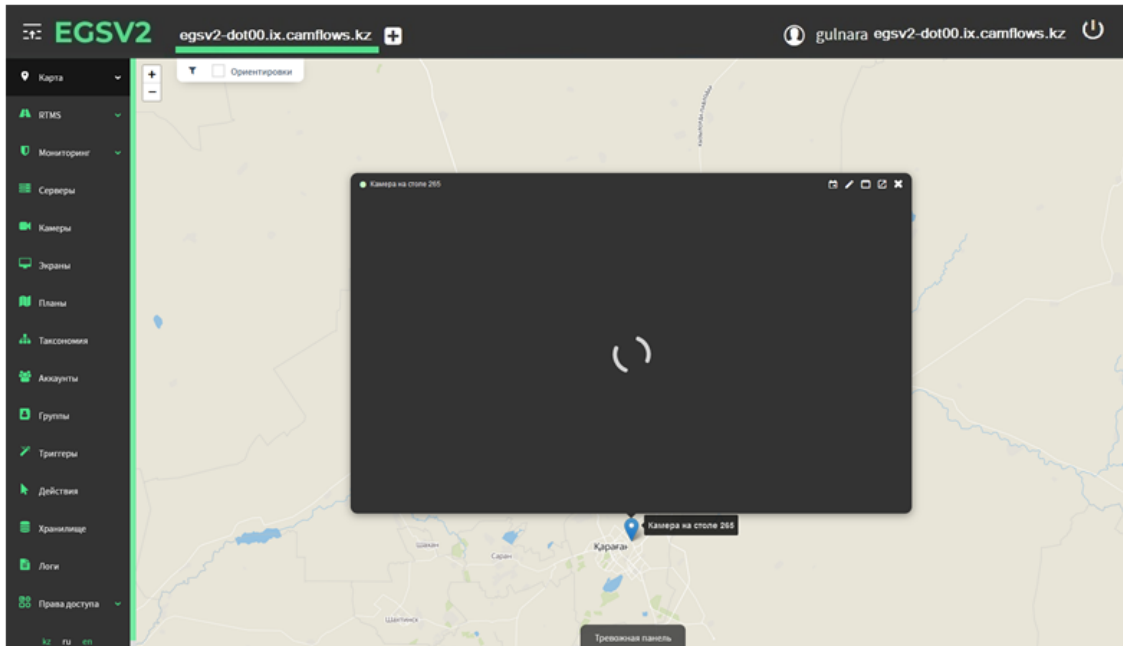 EGSV2
egsv2-dot00.ix.camflows.kz
gulnara egsv2-dot00.ix.camflows.kz
Карта
Ориентировки
RTMS
Мониторинг
Серверы
Камеры
Экраны
Планы
Таксономия
Аккаунты
Группы
Триггеры
Действия
Хранилище
Логи
Права доступа
kz ru en
Камера на столе 265
Камера на столе 265
Қараған
Шахан
Саран
Шахтинск
Тревожная панель